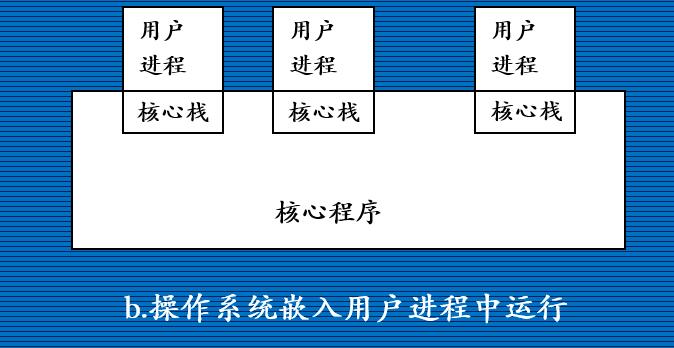 用户 用户 用户
进程 进程 进程
核心栈 核心栈 核心栈
核心程序
b.操作系统嵌入用户进程中运行